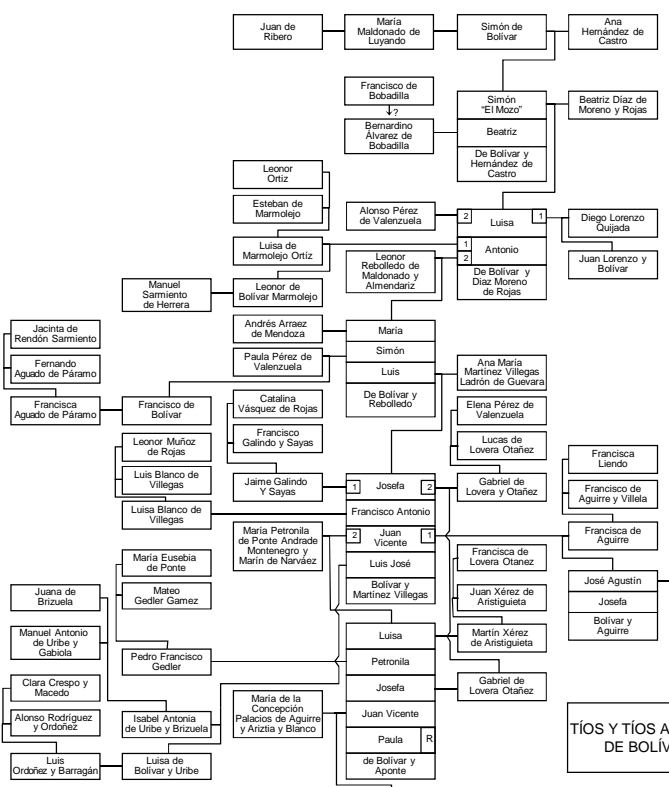 Juan de
Ribero
María
Maldonado de
Luyando
Simón de
Bolívar
Ana
Hernández de
Castro
Francisco de
Bobadilla
?
Bernardino
Álvarez de
Bobadilla
Simón
"El Mozo"
Beatriz
De Bolívar y
Hernández de
Castro
Beatriz Díaz de
Moreno y Rojas
Leonor
Ortiz
Esteban de
Marmolejo
Luisa de
Marmolejo Ortíz
Alonso Pérez
de Valenzuela
2
Luisa
1
1
2
Antonio
De Bolívar y
Diaz Moreno
de Rojas
Diego Lorenzo
Quijada
Juan Lorenzo y
Bolívar
Leonor
Rebolledo de
Maldonado y
Almendariz
Manuel
Sarmiento
de Herrera
Leonor de
Bolívar Marmolejo
Jacinta de
Rendón Sarmiento
Fernando
Aguado de Páramo
Francisca
Aguado de Páramo
Francisco de
Bolívar
Andrés Arraez
de Mendoza
Paula Pérez de
Valenzuela
María
Simón
Luis
De Bolívar y
Rebolledo
Ana María
Martínez Villegas
Ladrón de Guevara
Catalina
Vásquez de Rojas
Francisco
Galindo y Sayas
Jaime Galindo
Y Sayas
Elena Pérez de
Valenzuela
Lucas de
Lovera Otañez
Gabriel de
Lovera y Otañez
Leonor Muñoz
de Rojas
Luis Blanco de
Villegas
Luisa Blanco de
Villegas
1
Josefa
2
Francisco Antonio
2
Juan
Vicente
1
Luis José
Bolívar y
Martínez Villegas
Francisca
Liendo
Francisco de
Aguirre y Villela
Francisca de
Aguirre
María Petronila
de Ponte Andrade
Montenegro y
Marín de Narváez
Francisca de
Lovera Otanez
Juan Xérez de
Aristiguieta
Martín Xérez
de Aristiguieta
José Agustín
Josefa
Bolívar y
Aguirre
María Eusebia
de Ponte
Mateo
Gedler Gamez
Pedro Francisco
Gedler
Juana de
Brizuela
Manuel Antonio
de Uribe y
Gabiola
Isabel Antonia
de Uribe y Brizuela
Clara Crespo y
Macedo
Alonso Rodríguez
y Ordoñez
Luis
Ordoñez y Barragán
Luisa de
Bolívar y Uribe
María de la
Concepción
Palacios de Aguirre
y Ariztia y Blanco
Luisa
Petronila
Josefa
Juan Vicente
Paula
R
de Bolívar y
Aponte
Gabriel de
Lovera Otañez
TÍOS Y TÍOS A
DE BOLÍV